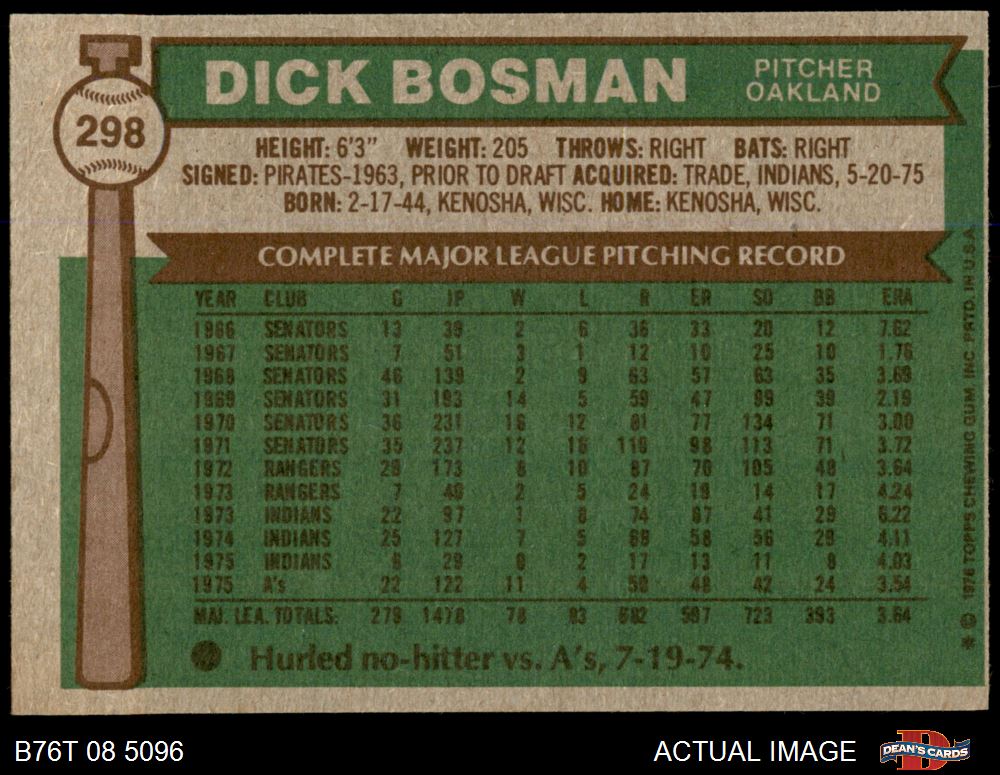 DICK BOSMAN
PITCHER
OAKLAND
298
HEIGHT: 6'3" WEIGHT: 205 THROWS: RIGHT BATS: RIGHT
SIGNED: PIRATES-1963, PRIOR TO DRAFT ACQUIRED: TRADE, INDIANS, 5-20-75
BORN: 2-17-44, KENOSHA, WISC. HOME: KENOSHA, WISC.
COMPLETE MAJOR LEAGUE PITCHING RECORD
YEAR CLUB G IP W L R ER SO BB ERA
1966 SENATORS 13 39 2 6 36 33 20 12 7.62
1967 SENATORS 7 51 3 1 12 10 25 10 1.76
1968 SENATORS 46 139 2 9 63 57 63 35 3.69
1969 SENATORS 31 193 14 5 59 47 99 39 2.19
1970 SENATORS 36 231 16 12 81 77 134 71 3.00
1971 SENATORS 35 237 12 16 119 98 113 71 3.72
1972 RANGERS 29 173 8 10 87 70 105 48 3.64
1973 RANGERS 7 40 2 5 24 19 14 17 4.24
1973 INDIANS 22 97 1 8 74 67 41 29 6.22
1974 INDIANS 25 127 7 5 68 58 56 29 4.11
1975 INDIANS 6 29 0 2 17 13 11 8 4.03
1975 A's 22 122 11 4 50 48 42 24 3.54
MAJ. LEA. TOTALS: 279 1478 78 83 597 723 393 3.64
Hurled no-hitter vs. A's, 7-19-74.
* © 1976 TOPPS CHEWING GUM, INC. PRTD. IN U.S.A.
B76T 08 5096
ACTUAL IMAGE
D
DEAN'S CARDS